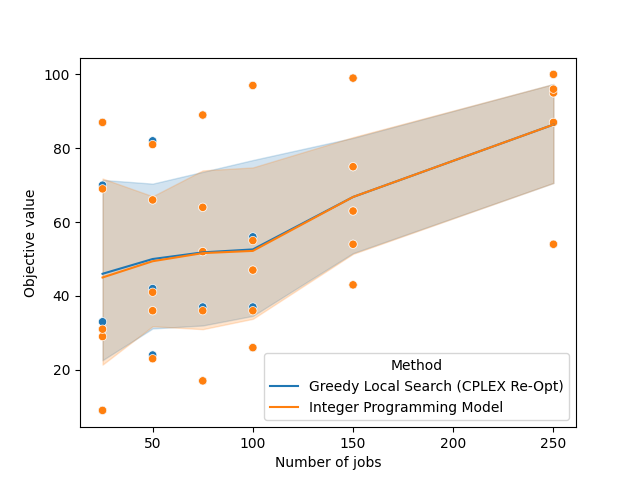 100
80
60
40
20
Objective value
50
100
150
200
250
Number of jobs
Method
Greedy Local Search (CPLEX Re-Opt)
Integer Programming Model